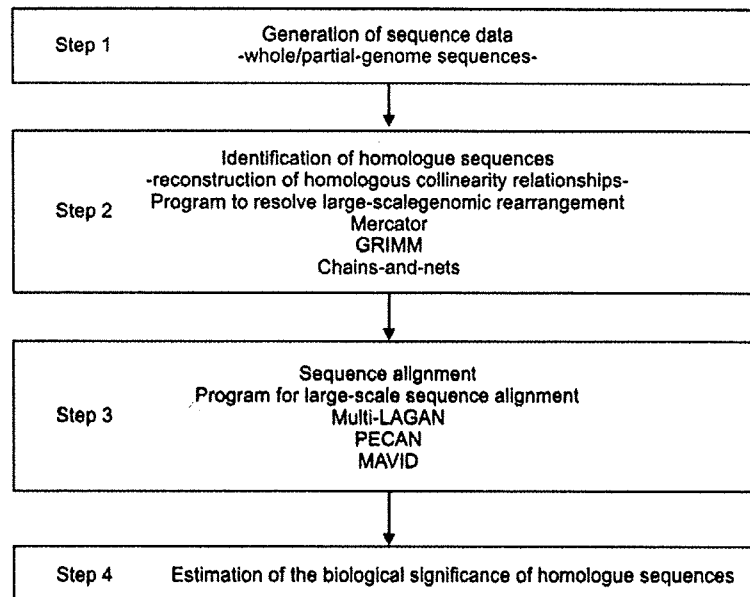 Step 1
Generation of sequence data
-whole/partial-genome sequences-
Step 2
Identification of homologue sequences
-reconstruction of homologous collinearity relationships-
Program to resolve large-scalegenomic rearrangement
Mercator
GRIMM
Chains-and-nets
Step 3
Sequence alignment
Program for large-scale sequence alignment
Multi-LAGAN
PECAN
MAVID
Step 4
Estimation of the biological significance of homologue sequences